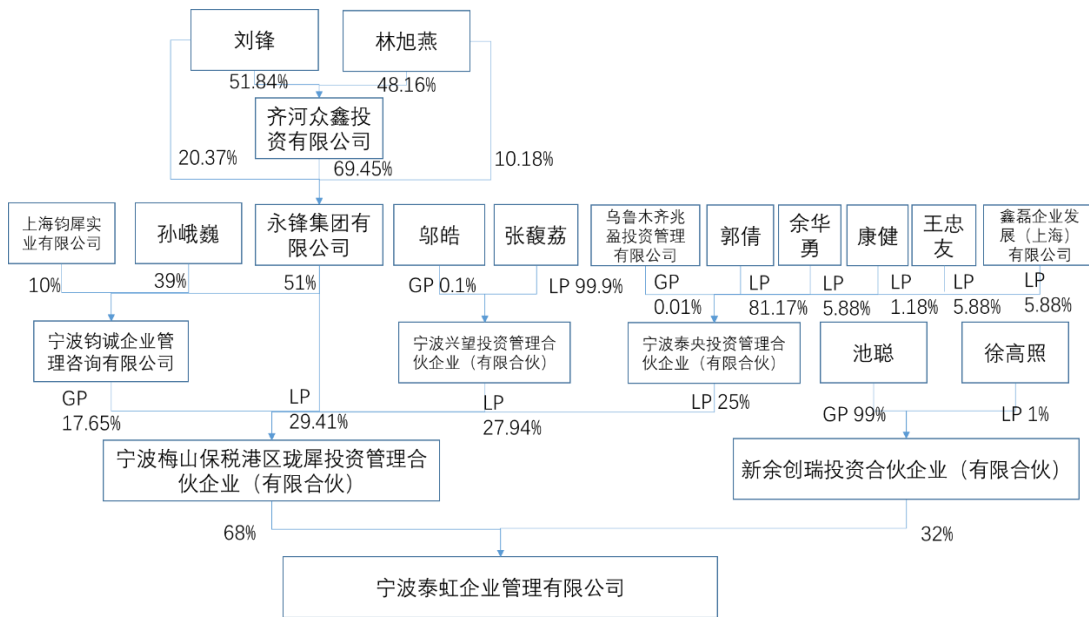 刘锋
林旭燕
51.84%
48.16%
齐河众鑫投
资有限公司
20.37%
69.45%
10.18%
上海钧犀实
业有限公司
孙峨巍
永锋集团有
限公司
邬皓
张馥荔
乌鲁木齐兆
盈投资管理
有限公司
郭倩
余华
勇
康健
王忠
友
鑫磊企业发
展（上海）
有限公司
10%
39%
51%
GP 0.1%
LP 99.9%
GP
0.01%
LP
81.17%
LP
5.88%
LP
1.18%
LP
5.88%
LP
5.88%
宁波钧诚企业管
理咨询有限公司
宁波兴望投资管理合
伙企业（有限合伙）
宁波泰央投资管理合
伙企业（有限合伙）
池聪
徐高照
GP
17.65%
LP
29.41%
LP
27.94%
LP 25%
GP 99%
LP 1%
宁波梅山保税港区珑犀投资管理合
伙企业（有限合伙）
新余创瑞投资合伙企业（有限合伙）
68%
32%
宁波泰虹企业管理有限公司